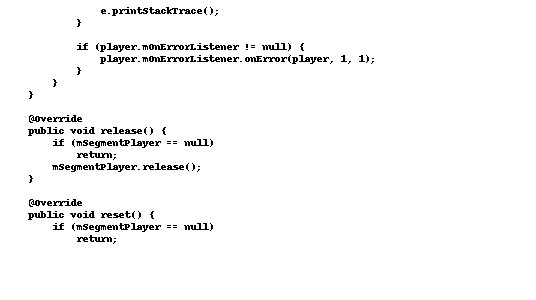 e.printStackTrace();
}
if (player.mOnErrorListener != null) {
player.mOnErrorListener.onError(player, 1, 1);
}
}
}
@Override
public void release() {
if (mSegmentPlayer == null)
return;
mSegmentPlayer.release();
}
@Override
public void reset() {
if (mSegmentPlayer == null)
return;